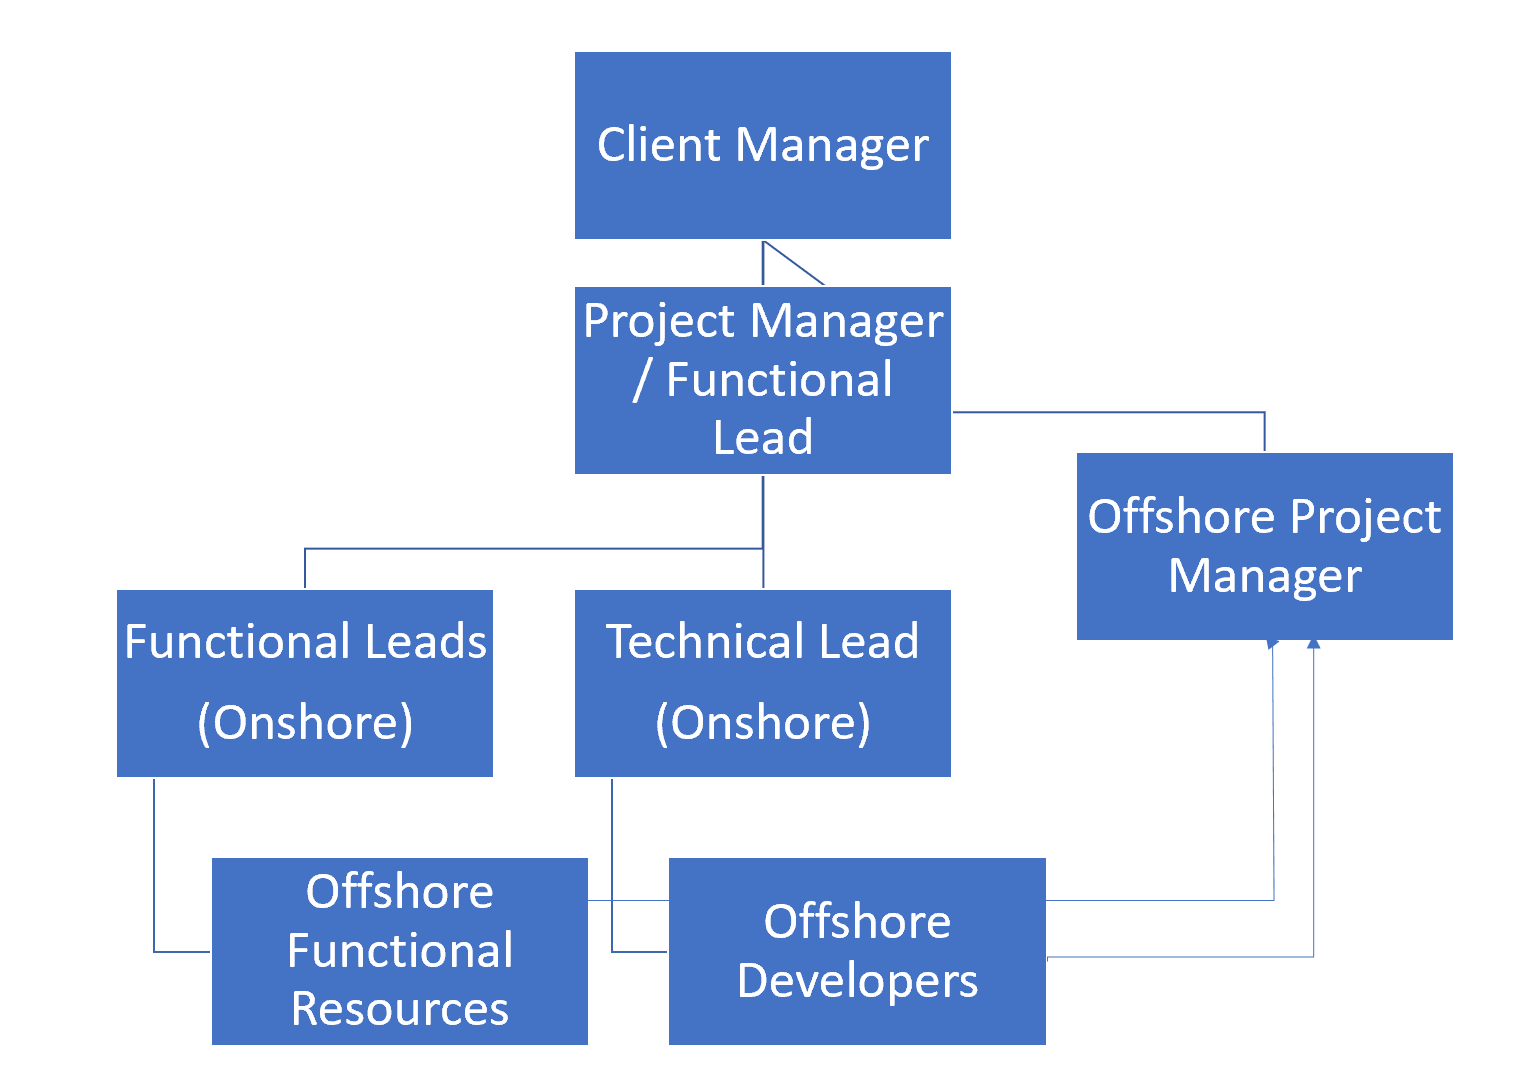 Client Manager
Project Manager
/ Functional
Lead
Offshore Project
Manager
Functional Leads
(Onshore)
Technical Lead
(Onshore)
Offshore
Functional
Resources
Offshore
Developers